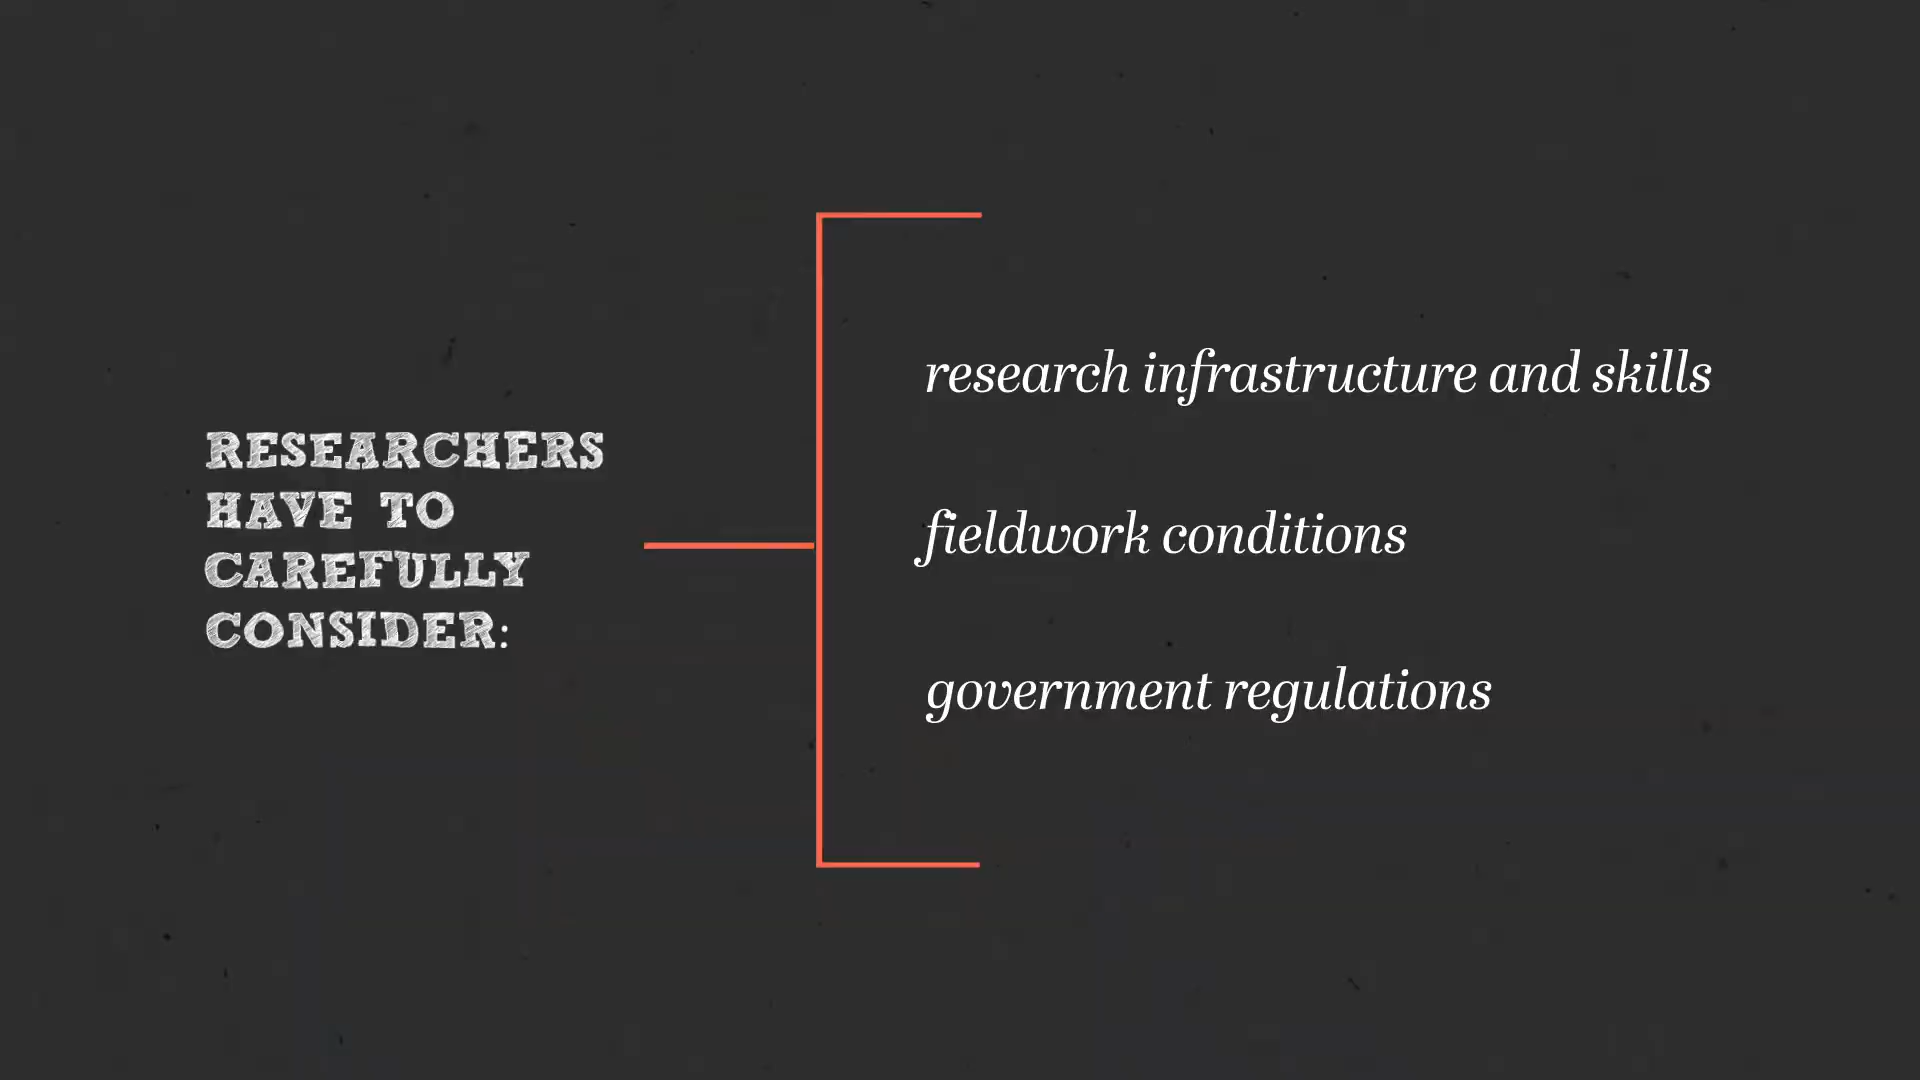 RESEARCHERS
HAVE TO
CAREFULLY
CONSIDER:
research infrastructure and skills
fieldwork conditions
government regulations